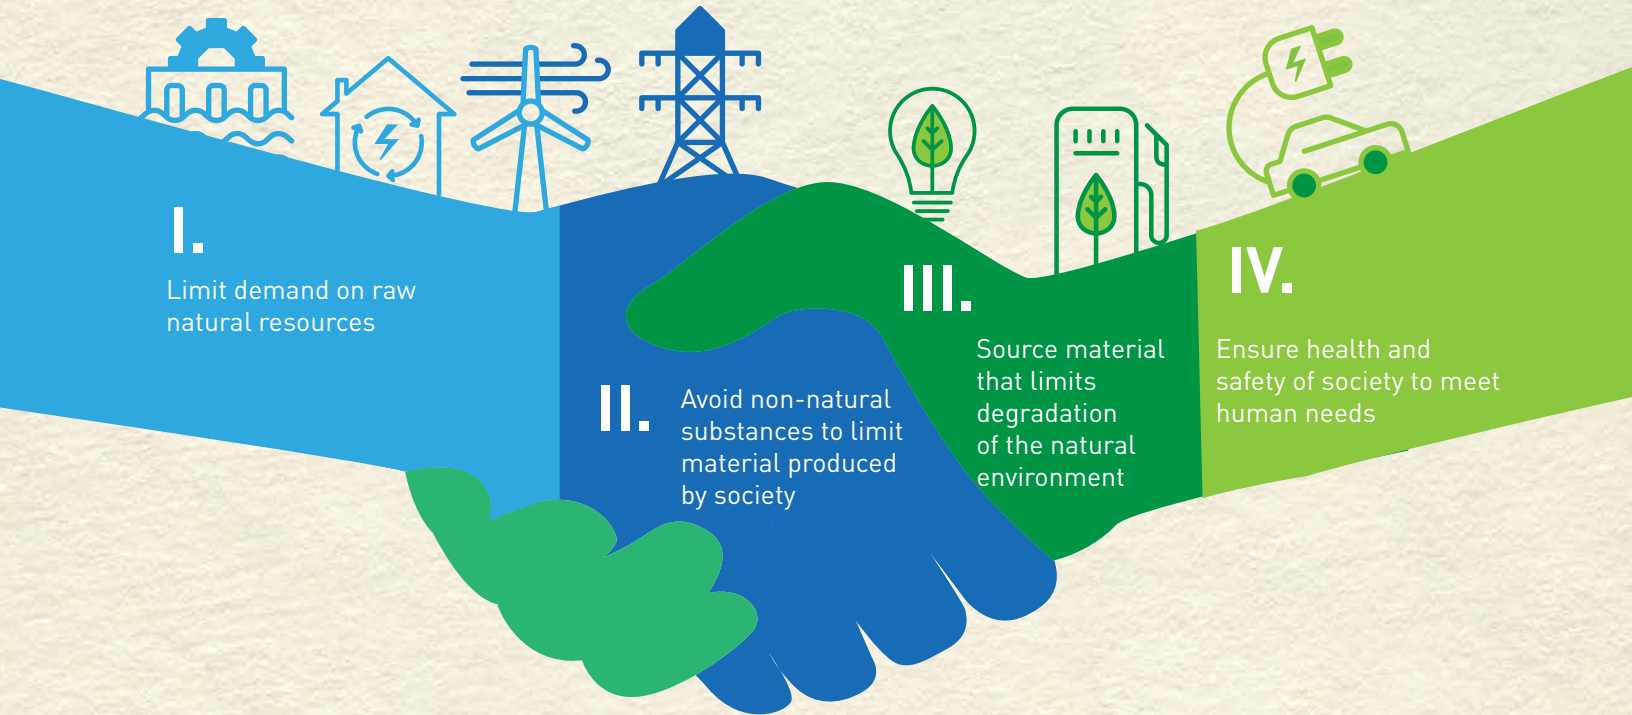 I.
Limit demand on raw
natural resources
II.
Avoid non-natural
substances to limit
material produced
by society
III.
Source material
that limits
degradation
of the natural
environment
IV.
Ensure health and
safety of society to meet
human needs